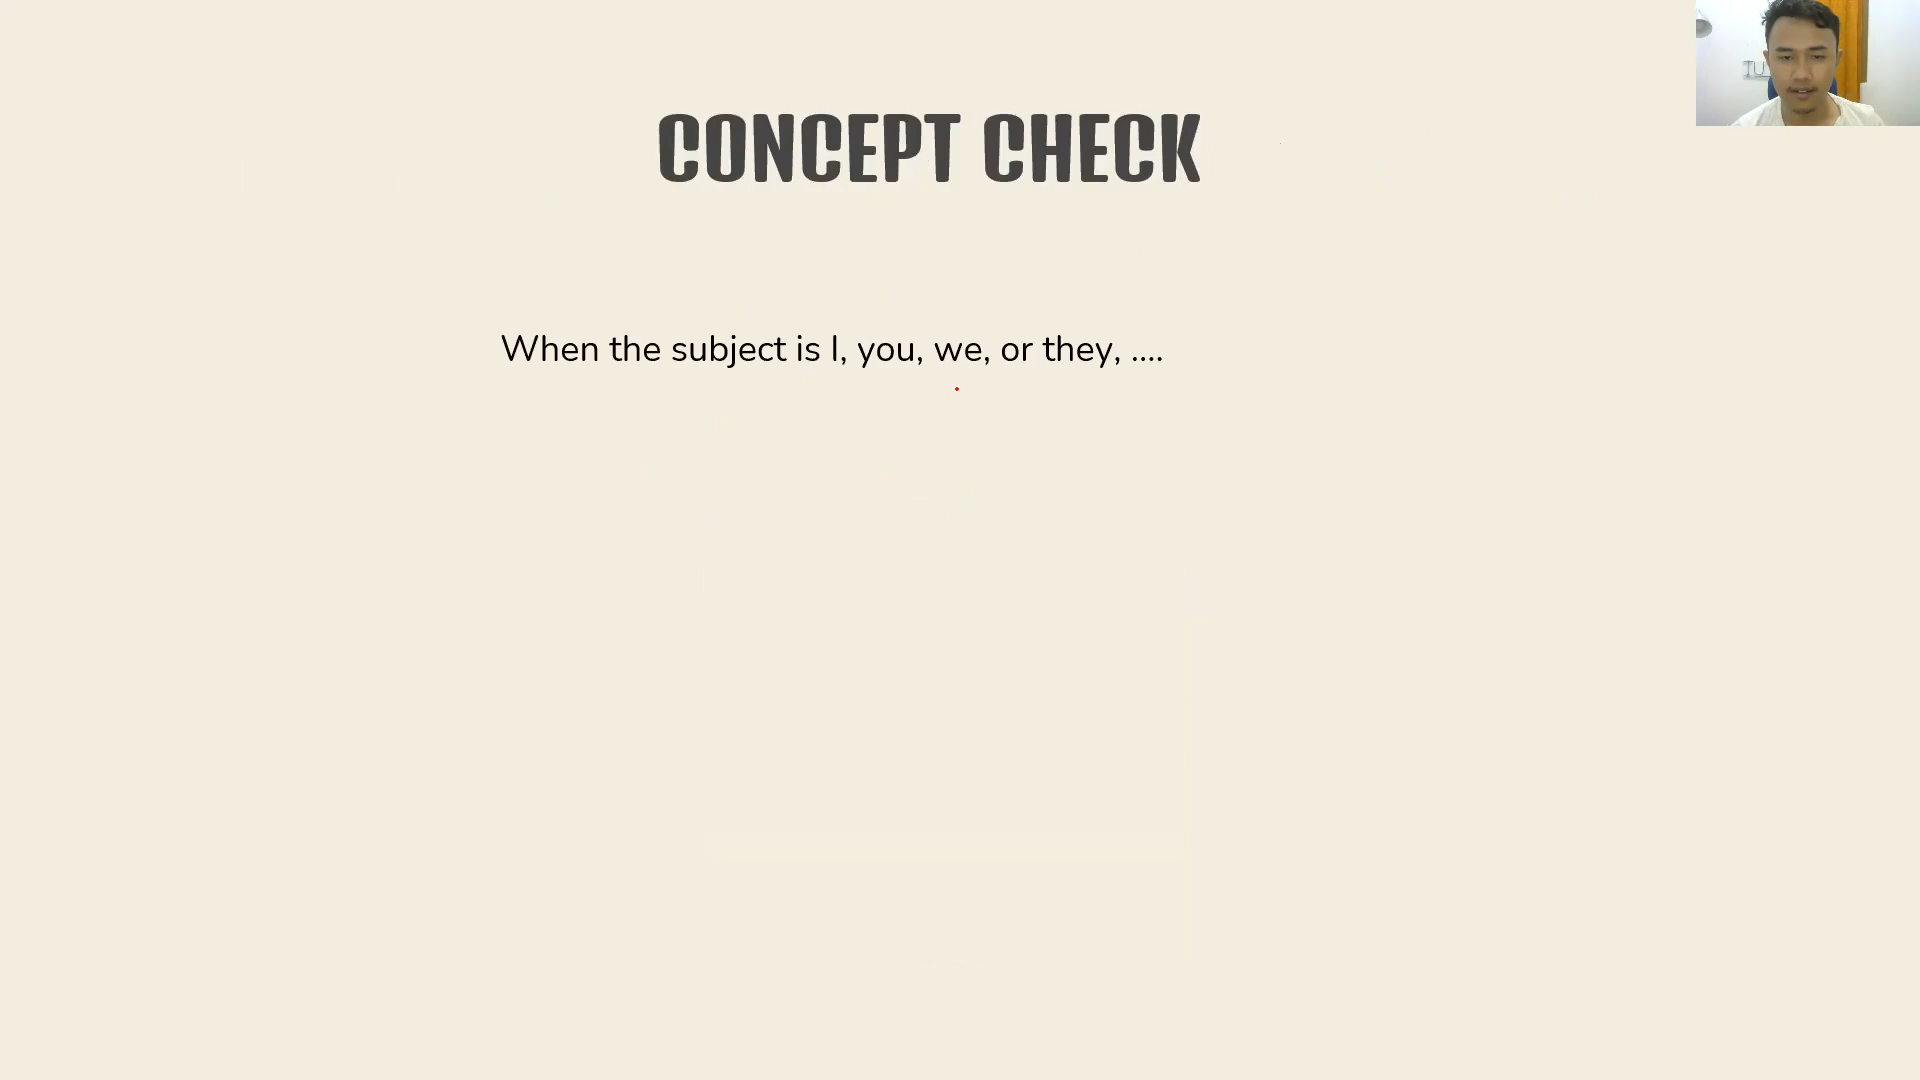 CONCEPT CHECK
When the subject is I, you, we, or they, ....